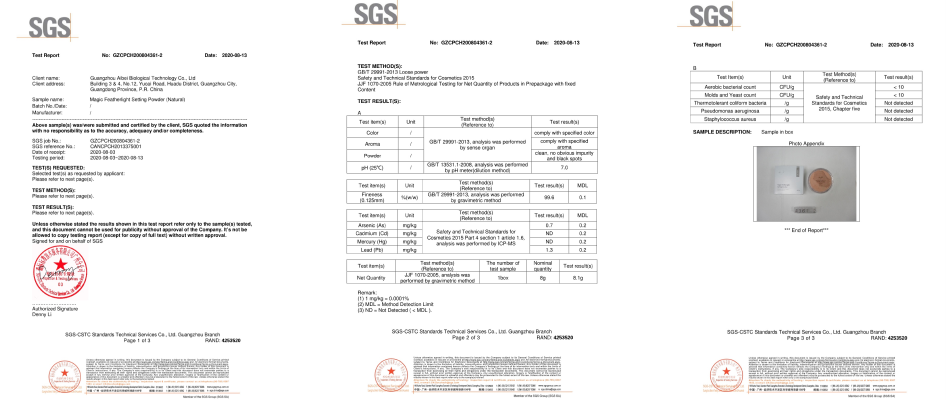 SGS
Test Report No: GZCPCH200804361-2 Date: 2020-08-13
Client name: Guangzhou Aibei Biological Technology Co., Ltd
Client address: Building 3 & 4, No.12, Yuxai Road, Huadu District, Guangzhou City,
Guangdong Province, P.R. China
Sample name: Magic Featherlight Setting Powder (Natural)
Batch No./Date: /
Manufacturer: /
Above sample(s) was/were submitted and certified by the client, SGS quoted the information
with no responsibility as to the accuracy, adequacy and/or completeness.
SGS job No.: GZCPCH200804361-2
SGS reference No.: CANCPCH2013375001
Date of receipt: 2020-08-03
Testing period: 2020-08-03~2020-08-13
TEST(S) REQUESTED:
Selected test(s) as requested by applicant:
Please refer to next page(s).
TEST METHOD(S):
Please refer to next page(s).
TEST RESULT(S):
Please refer to next page(s).
Unless otherwise stated the results shown in this test report refer only to the sample(s) tested,
and this document cannot be used for publicity without approval of the Company. It's not be
allowed to copy testing report (except for copy of full text) without written approval.
Signed for and on behalf of SGS
Authorized Signature
Denny Li
SGS-CSTC Standards Technical Services Co., Ltd. Guangzhou Branch
Page 1 of 3 RAND: 4253520
Member of the SGS Group (SGS SA)
SGS
Test Report No: GZCPCH200804361-2 Date: 2020-08-13
TEST METHOD(S):
GB/T 29991-2013 Loose power
Safety and Technical Standards for Cosmetics 2015
JJF 1070-2005 Rule of Metrological Testing for Net Quantity of Products in Prepackage with fixed
Content
TEST RESULT(S):
A
Test item(s) Unit Test method(s) (Reference to) Test result(s)
Color / GB/T 29991-2013, analysis was performed by sense organ comply with specified color
Aroma / comply with specified aroma
Powder / clean, no obvious impurity and black spots
pH (25℃) / GB/T 13531.1-2008, analysis was performed by pH meter(dilution method) 7.0
Test item(s) Unit Test method(s) (Reference to) Test result(s) MDL
Fineness (0.125mm) %(w/w) GB/T 29991-2013, analysis was performed by gravimetric method 99.6 0.1
Test item(s) Unit Test method(s) (Reference to) Test result(s) MDL
Arsenic (As) mg/kg Safety and Technical Standards for Cosmetics 2015 Part 4 section 1 article 1.6, analysis was performed by ICP-MS 0.7 0.2
Cadmium (Cd) mg/kg ND 0.2
Mercury (Hg) mg/kg ND 0.2
Lead (Pb) mg/kg 1.3 0.2
Test item(s) Test method(s) (Reference to) The number of test sample Nominal quantity Test result(s)
Net Quantity JJF 1070-2005, analysis was performed by gravimetric method 1box 8g 8.1g
Remark:
(1) 1 mg/kg = 0.0001%
(2) MDL = Method Detection Limit
(3) ND = Not Detected ( < MDL ).
SGS-CSTC Standards Technical Services Co., Ltd. Guangzhou Branch
Page 2 of 3 RAND: 4253520
Member of the SGS Group (SGS SA)
SGS
Test Report No: GZCPCH200804361-2 Date: 2020-08-13
B
Test Item(s) Unit Test Method(s) (Reference to) Test result(s)
Aerobic bacterial count CFU/g Safety and Technical Standards for Cosmetics 2015, Chapter five < 10
Molds and Yeast count CFU/g < 10
Thermotolerant coliform bacteria /g Not detected
Pseudomonas aeruginosa /g Not detected
Staphylococcus aureus /g Not detected
SAMPLE DESCRIPTION: Sample in box
Photo Appendix
*** End of Report***
SGS-CSTC Standards Technical Services Co., Ltd. Guangzhou Branch
Page 3 of 3 RAND: 4253520
Member of the SGS Group (SGS SA)